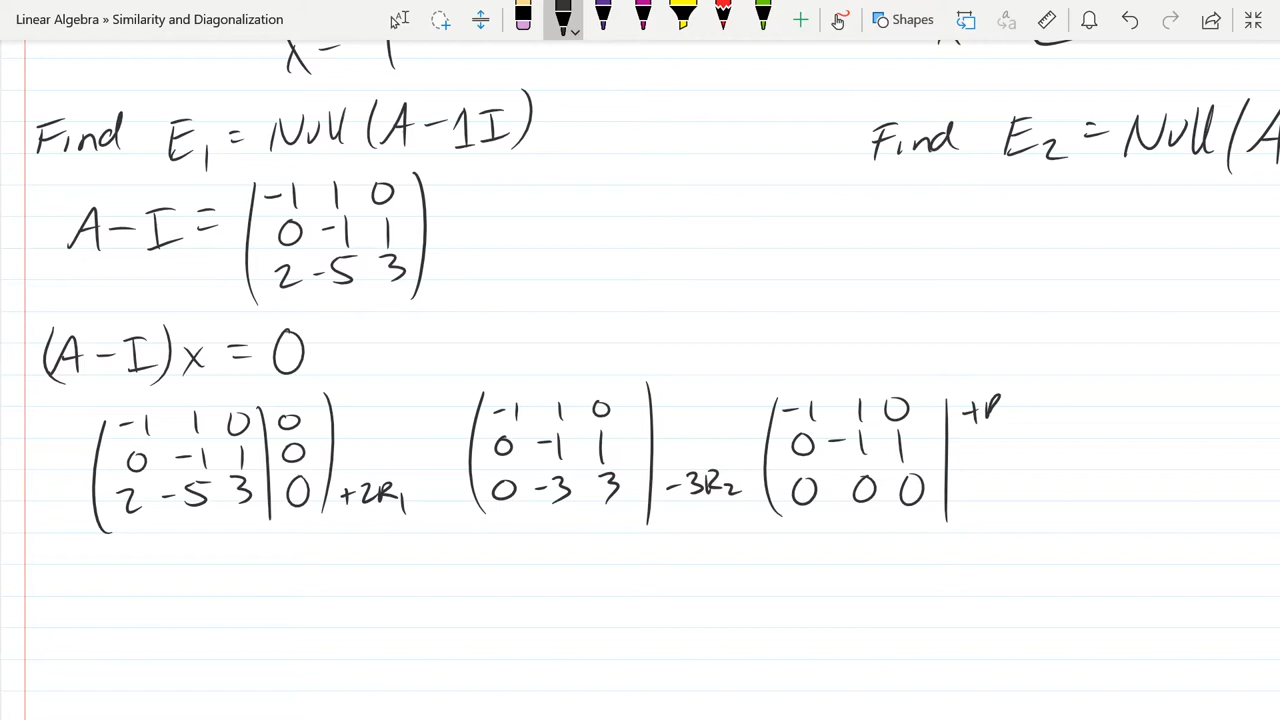 Linear Algebra » Similarity and Diagonalization
Shapes
Find E₁ = Null(A-1I)
Find E₂ = Null(A
A-I = 
-1 1 0
0 -1 1
2 -5 3
(A-I)x = 0
-1 1 0 | 0
0 -1 1 | 0
2 -5 3 | 0 +2R₁
-1 1 0
0 -1 1
0 -3 3 | -3R₂
-1 1 0 |
0 -1 1
0 0 0